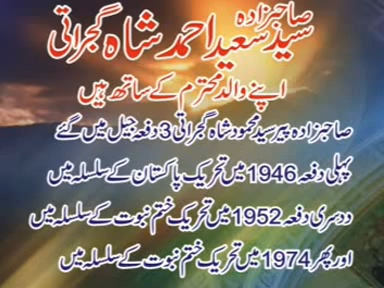 صاحبزادہ
سید سعید احمد شاہ گجراتی
اپنے والد محترم کے ساتھ ہیں
صاحبزادہ پیر سید محمود شاہ گجراتی 3 دفعہ جیل میں گئے
پہلی دفعہ 1946 میں تحریک پاکستان کے سلسلہ میں
دوسری دفعہ 1952 میں تحریک ختم نبوت کے سلسلہ میں
اور پھر 1974 میں تحریک ختم نبوت کے سلسلہ میں